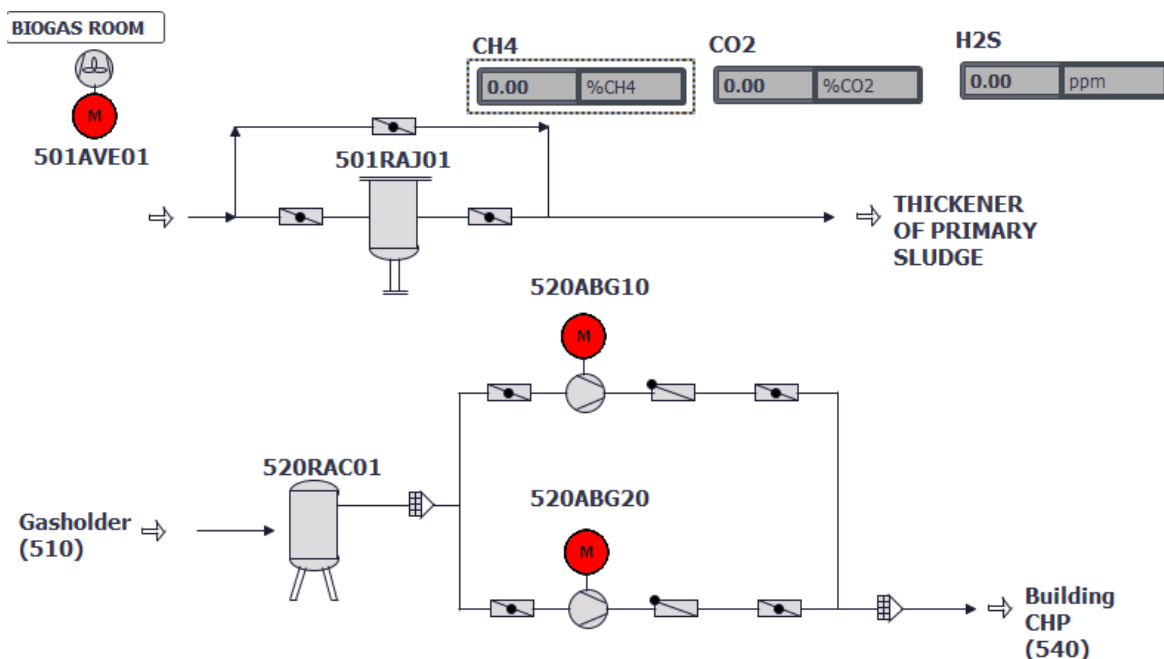 BIOGAS ROOM
M
501AVE01
CH4
0.00 %CH4
CO2
0.00 %CO2
H2S
0.00 ppm
501RAJ01
THICKENER
OF PRIMARY
SLUDGE
520ABG10
M
520RAC01
520ABG20
M
Gasholder
(510)
Building
CHP
(540)